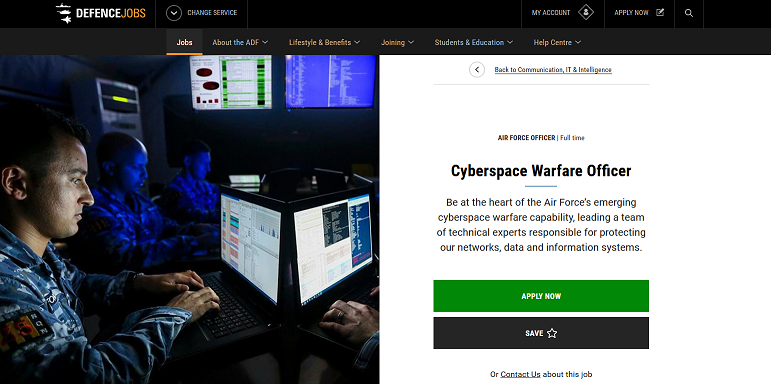 DEFENCEJOBS
CHANGE SERVICE
MY ACCOUNT
APPLY NOW
Jobs
About the ADF
Lifestyle & Benefits
Joining
Students & Education
Help Centre
Back to Communication, IT & Intelligence
AIR FORCE OFFICER | Full time
Cyberspace Warfare Officer
Be at the heart of the Air Force's emerging
cyberspace warfare capability, leading a team
of technical experts responsible for protecting
our networks, data and information systems.
APPLY NOW
SAVE
Or Contact Us about this job